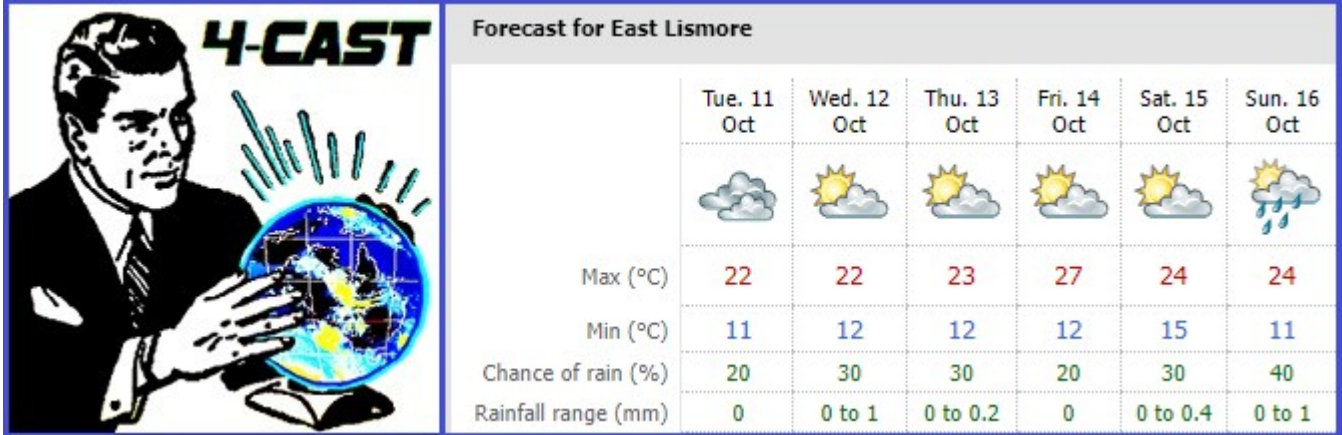 4-CAST
Forecast for East Lismore
Tue. 11 Oct Wed. 12 Oct Thu. 13 Oct Fri. 14 Oct Sat. 15 Oct Sun. 16 Oct
Max (°C) 22 22 23 27 24 24
Min (°C) 11 12 12 12 15 11
Chance of rain (%) 20 30 30 20 30 40
Rainfall range (mm) 0 0 to 1 0 to 0.2 0 0 to 0.4 0 to 1